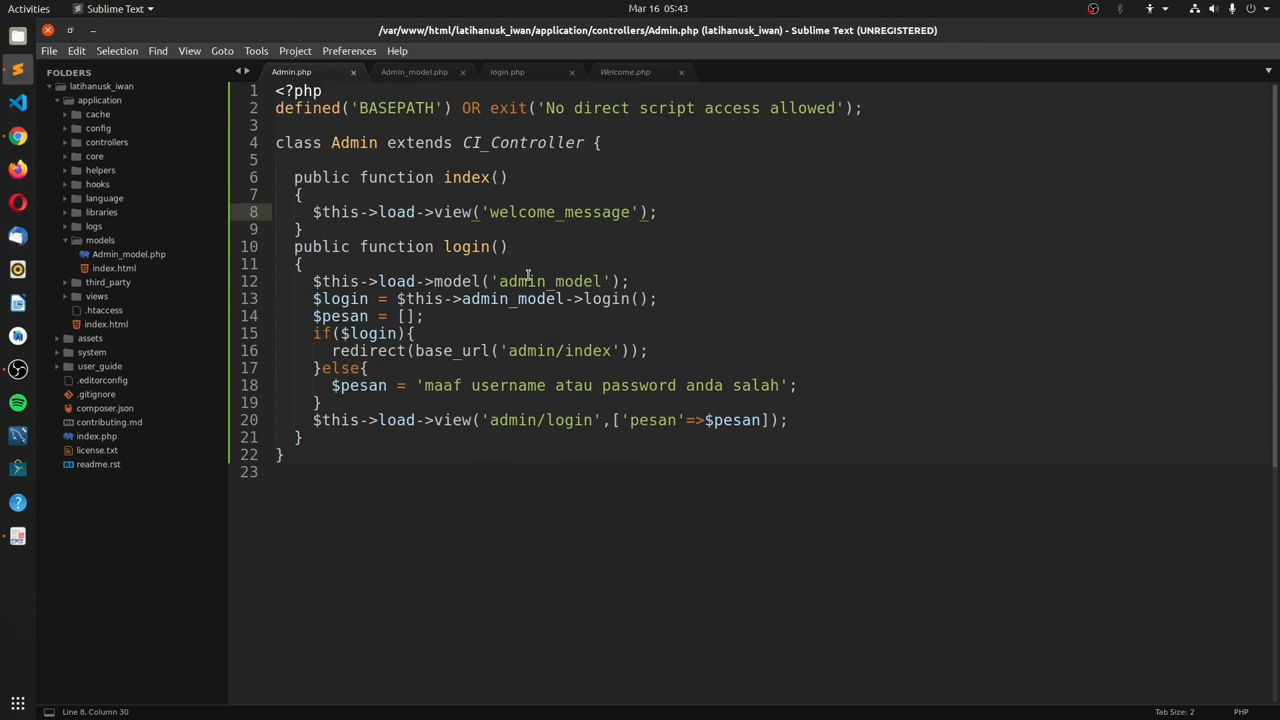 Activities
Sublime Text
Mar 16 05:43
/var/www/html/latihanusk_iwan/application/controllers/Admin.php (latihanusk_iwan) - Sublime Text (UNREGISTERED)
File Edit Selection Find View Goto Tools Project Preferences Help
FOLDERS
latihanusk_iwan
application
cache
config
controllers
core
helpers
hooks
language
libraries
logs
models
Admin_model.php
index.html
third_party
views
.htaccess
index.html
assets
system
user_guide
.editorconfig
.gitignore
composer.json
contributing.md
index.php
license.txt
readme.rst
Admin.php Admin_model.php login.php Welcome.php
1 <?php
2 defined('BASEPATH') OR exit('No direct script access allowed');
3
4 class Admin extends CI_Controller {
5
6 public function index()
7 {
8 $this->load->view('welcome_message');
9 }
10 public function login()
11 {
12 $this->load->model('admin_model');
13 $login = $this->admin_model->login();
14 $pesan = [];
15 if($login){
16 redirect(base_url('admin/index'));
17 }else{
18 $pesan = 'maaf username atau password anda salah';
19 }
20 $this->load->view('admin/login',['pesan'=>$pesan]);
21 }
22 }
23
Line 8, Column 30
Tab Size: 2
PHP